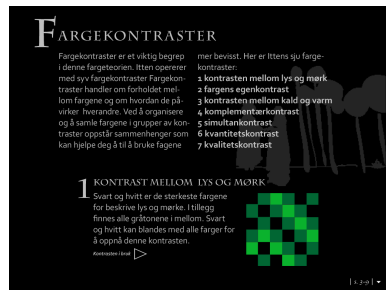 FARGEKONTRASTER
Fargekontraster er et viktig begrep
i denne fargeteorien. Itten opererer
med syv fargekontraster Fargekon-
traster handler om forholdet mel-
lom fargene og om hvordan de på-
virker hverandre. Ved å organisere
og å samle fargene i grupper av kon-
traster oppstår sammenhenger som
kan hjelpe deg å til å bruke fagene
mer bevisst. Her er Ittens sju farge-
kontraster:
1 kontrasten mellom lys og mørk
2 fargens egenkontrast
3 kontrasten mellom kald og varm
4 komplementærkontrast
5 simultankontrast
6 kvantitetskontrast
7 kvalitetskontrast
1 KONTRAST MELLOM LYS OG MØRK
Svart og hvitt er de sterkeste fargene
for beskrive lys og mørke. I tillegg
finnes alle gråtonene i mellom. Svart
og hvitt kan blandes med alle farger for
å oppnå denne kontrasten.
Kontrasten i bruk
| s. 3-9 |